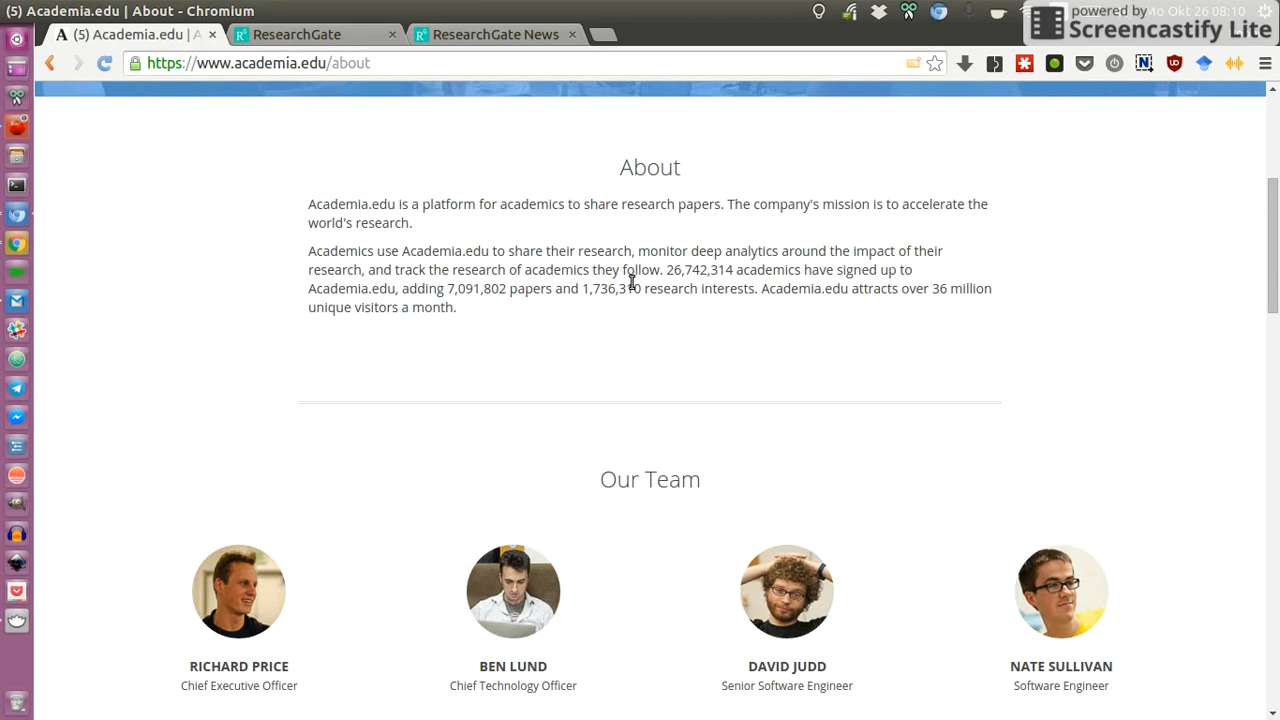 (5) Academia.edu | About - Chromium
Mo Okt 26 08:10
powered by
Screencastify Lite
(5) Academia.edu | A
ResearchGate
ResearchGate News
https://www.academia.edu/about
About
Academia.edu is a platform for academics to share research papers. The company's mission is to accelerate the
world's research.
Academics use Academia.edu to share their research, monitor deep analytics around the impact of their
research, and track the research of academics they follow. 26,742,314 academics have signed up to
Academia.edu, adding 7,091,802 papers and 1,736,310 research interests. Academia.edu attracts over 36 million
unique visitors a month.
Our Team
RICHARD PRICE
Chief Executive Officer
BEN LUND
Chief Technology Officer
DAVID JUDD
Senior Software Engineer
NATE SULLIVAN
Software Engineer